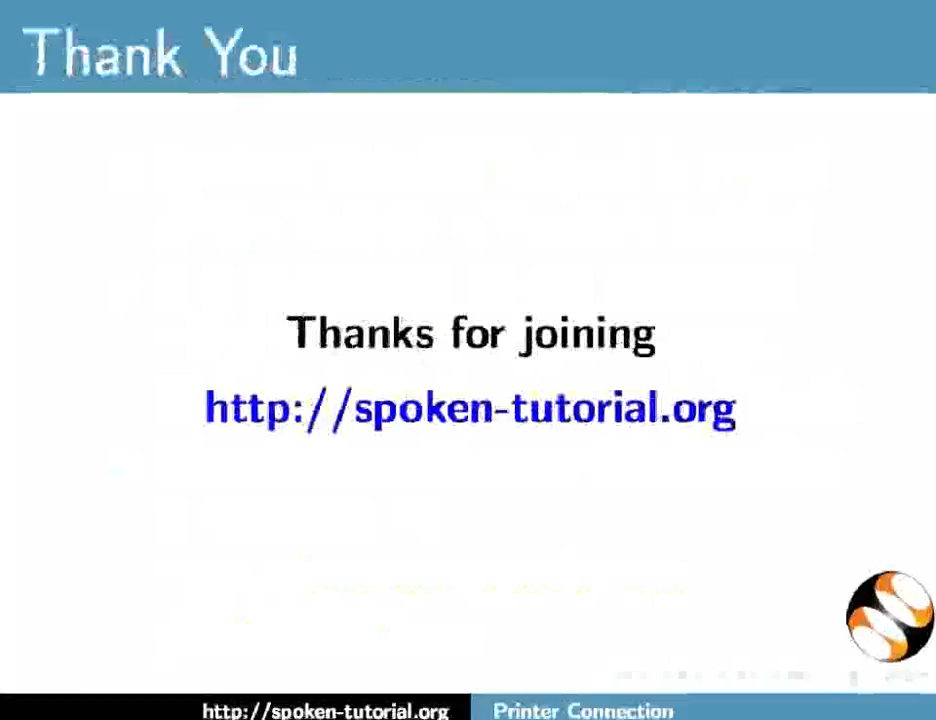 Thank You
Thanks for joining
http://spoken-tutorial.org
http://spoken-tutorial.org
Printer Connection